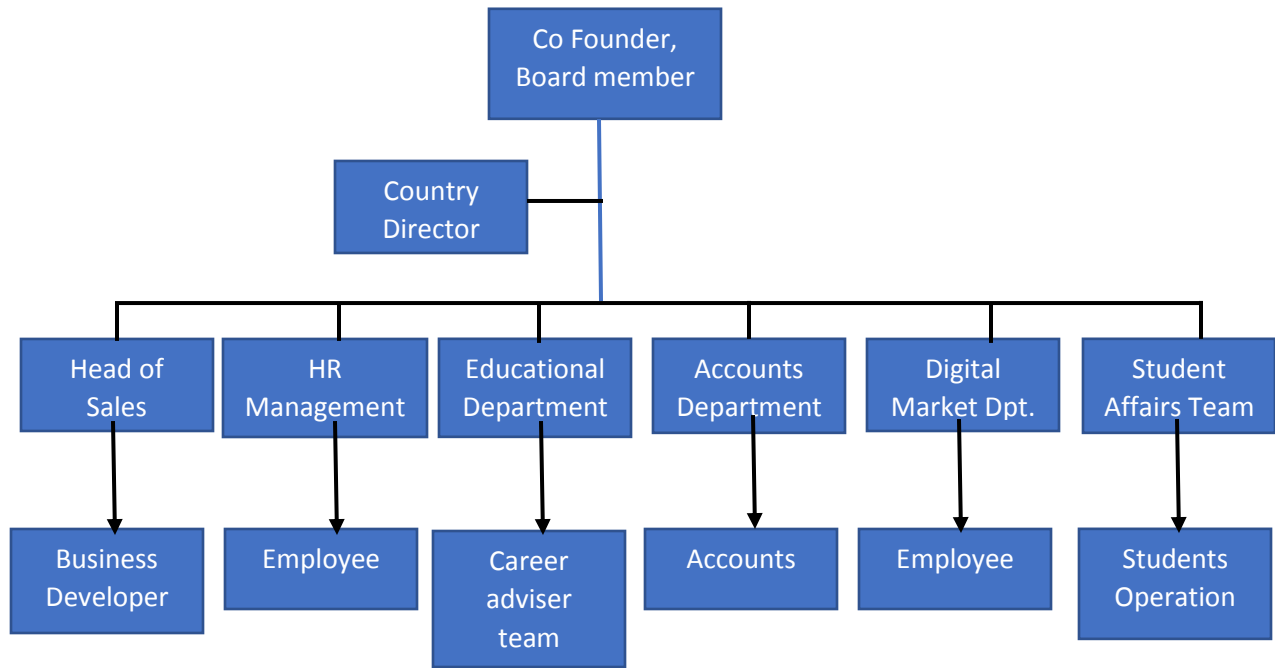 Co Founder,
Board member
Country
Director
Head of
Sales
HR
Management
Educational
Department
Accounts
Department
Digital
Market Dpt.
Student
Affairs Team
Business
Developer
Employee
Career
adviser
team
Accounts
Employee
Students
Operation